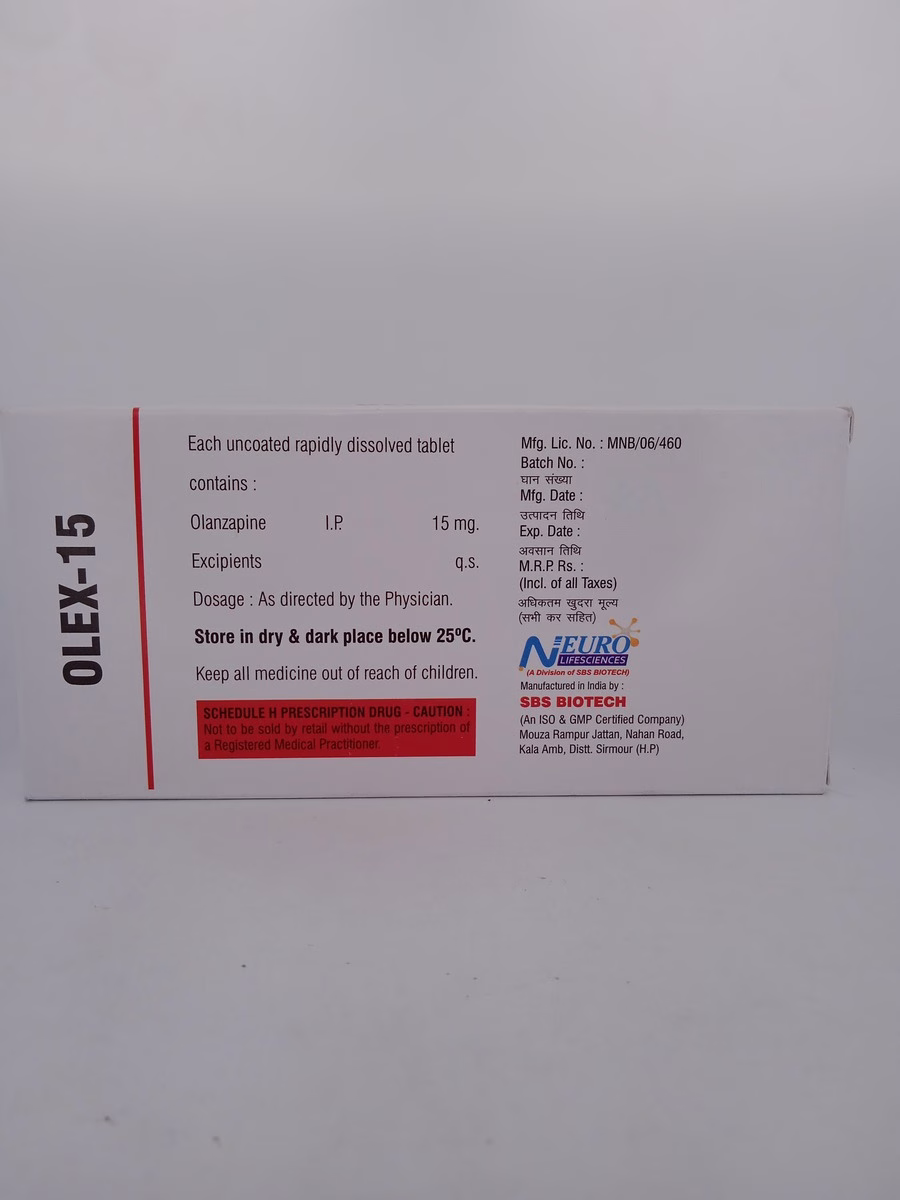 OLEX-15
Each uncoated rapidly dissolved tablet
contains :
Olanzapine I.P. 15 mg.
Excipients q.s.
Dosage : As directed by the Physician.
Store in dry & dark place below 25ºC.
Keep all medicine out of reach of children.
SCHEDULE H PRESCRIPTION DRUG - CAUTION :
Not to be sold by retail without the prescription of
a Registered Medical Practitioner.
Mfg. Lic. No. : MNB/06/460
Batch No. :
घान संख्या
Mfg. Date :
उत्पादन तिथि
Exp. Date :
अवसान तिथि
M.R.P. Rs. :
(Incl. of all Taxes)
अधिकतम खुदरा मूल्य
(सभी कर सहित)
NEURO
LIFESCIENCES
(A Division of SBS BIOTECH)
Manufactured in India by :
SBS BIOTECH
(An ISO & GMP Certified Company)
Mouza Rampur Jattan, Nahan Road,
Kala Amb, Distt. Sirmour (H.P)